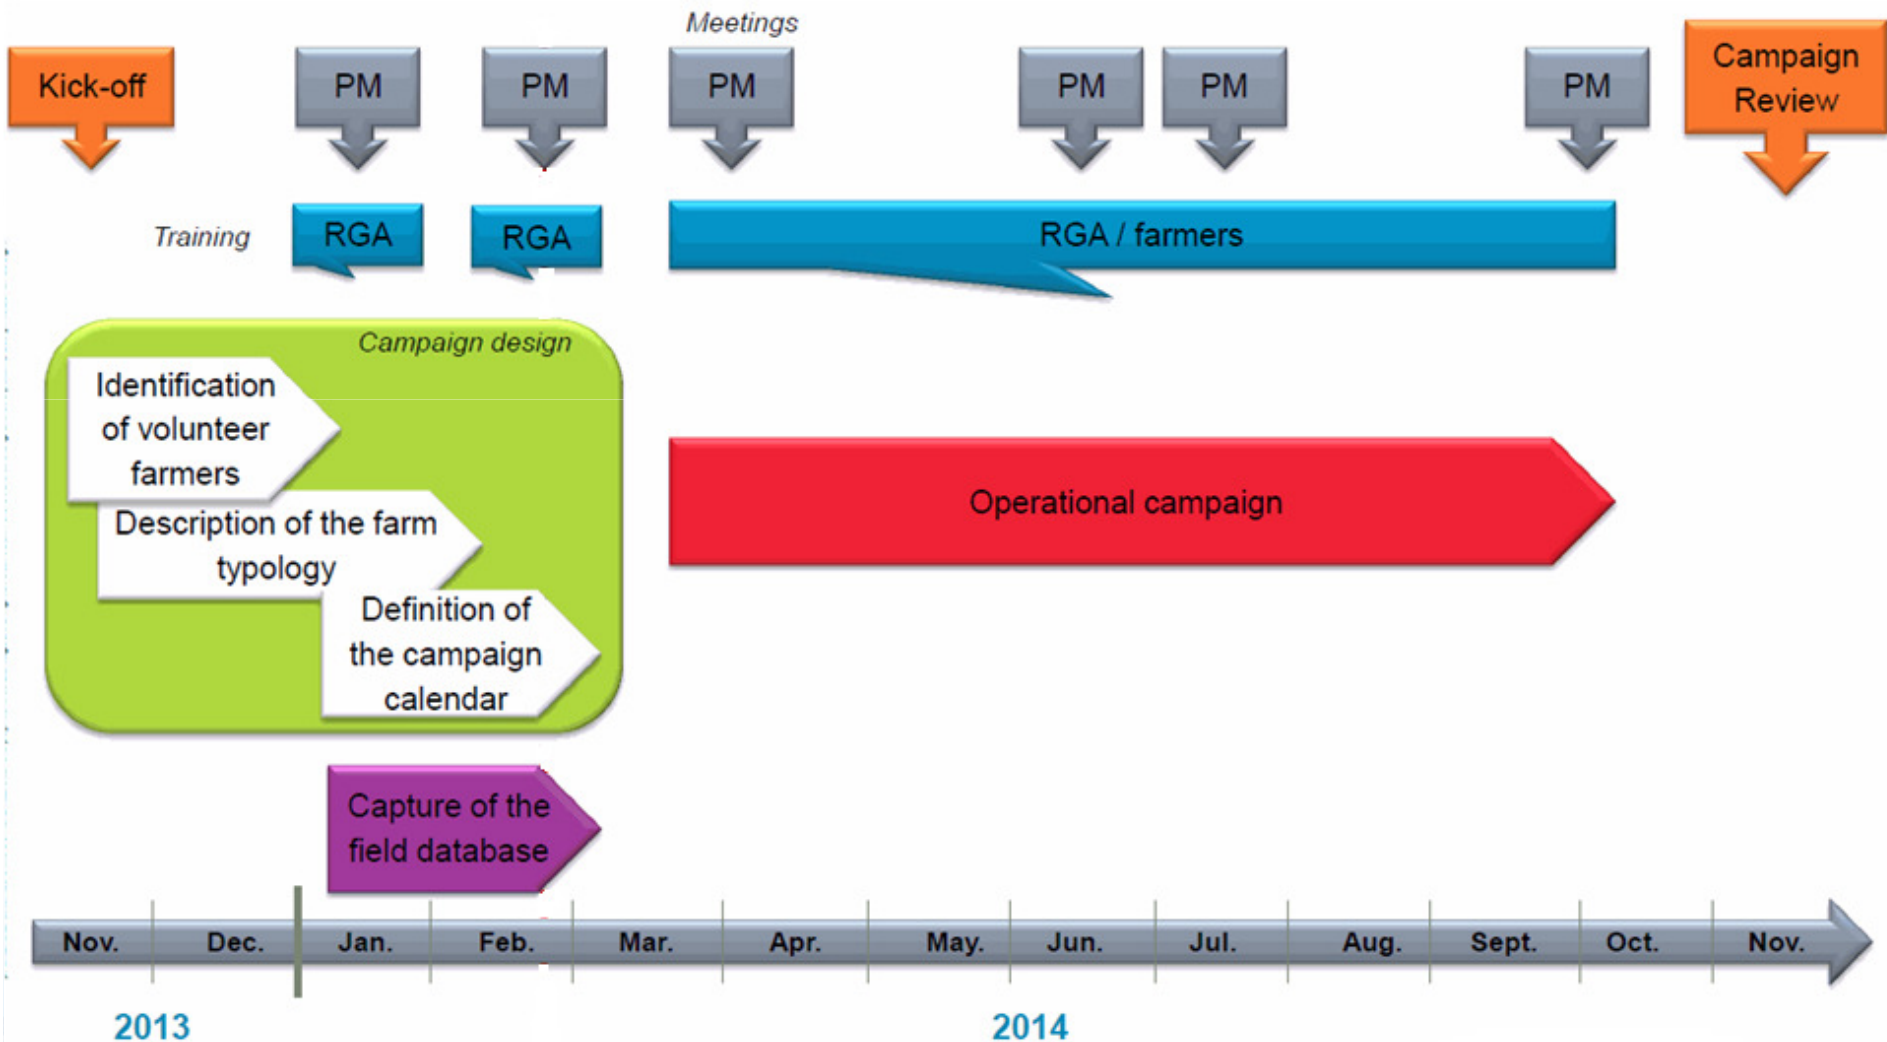 Meetings
Kick-off
PM
PM
PM
PM
PM
PM
Campaign
Review
Training
RGA
RGA
RGA / farmers
Campaign design
Identification
of volunteer
farmers
Description of the farm
typology
Definition of
the campaign
calendar
Operational campaign
Capture of the
field database
Nov.
Dec.
Jan.
Feb.
Mar.
Apr.
May.
Jun.
Jul.
Aug.
Sept.
Oct.
Nov.
2013
2014